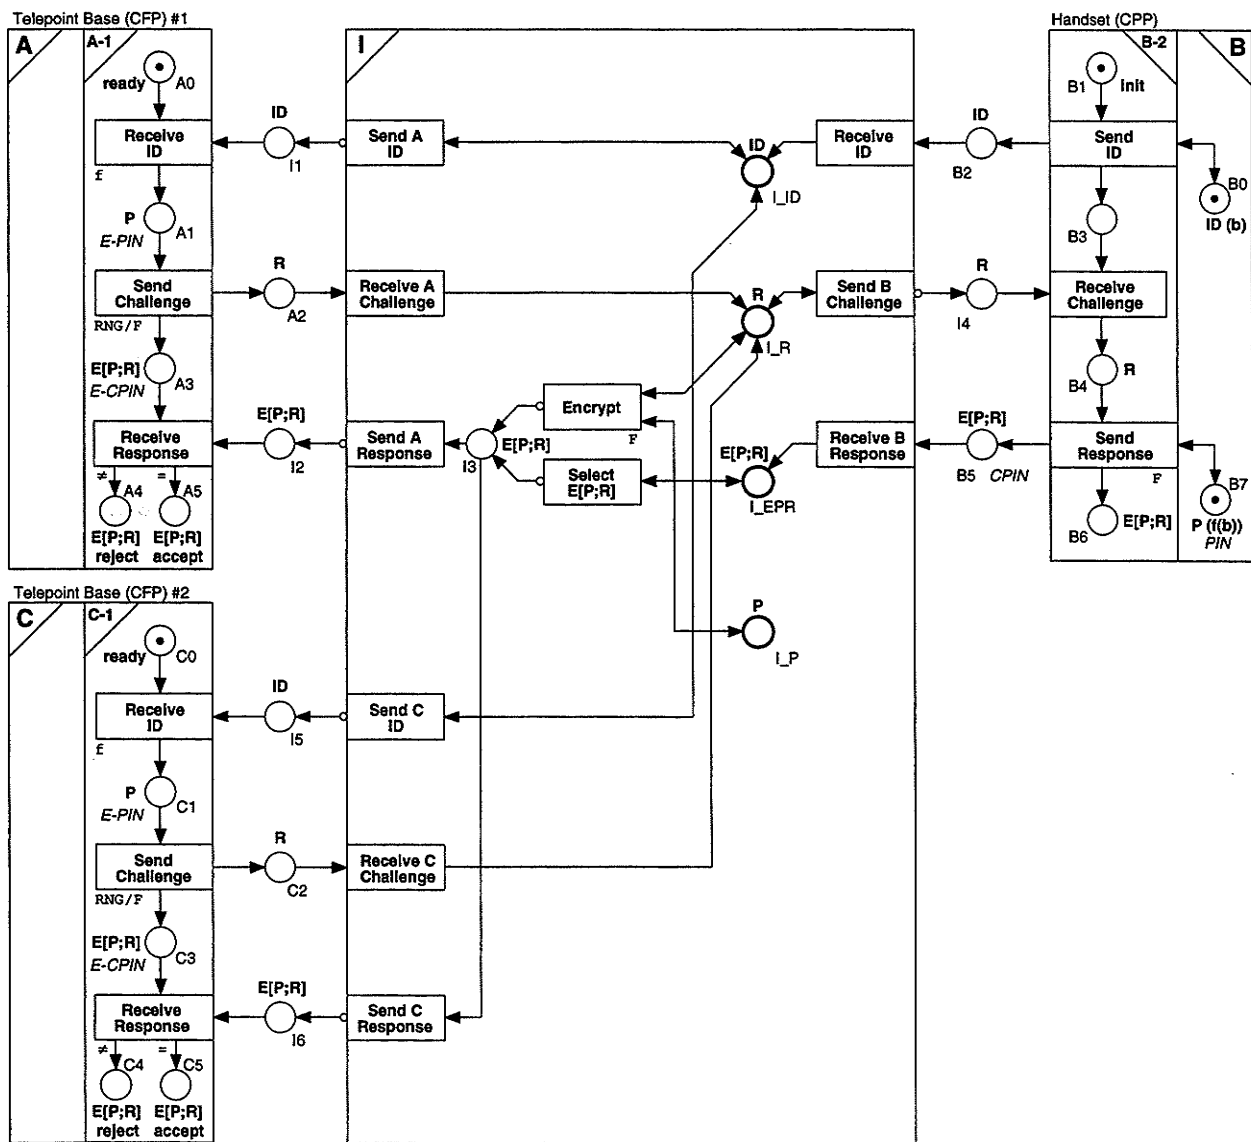 Telepoint Base (CFP) #1
A
A-1
ready
A0
Receive
ID
f
P
E-PIN
A1
Send
Challenge
RNG/F
E[P;R]
E-CPIN
A3
Receive
Response
≠
=
A4
A5
E[P;R]
reject
E[P;R]
accept
ID
I1
R
A2
E[P;R]
I2
I
Send A
ID
Receive A
Challenge
Send A
Response
E[P;R]
I3
Encrypt
F
Select
E[P;R]
ID
I_ID
R
I_R
E[P;R]
I_EPR
P
I_P
Receive
ID
Send B
Challenge
Receive B
Response
ID
B2
R
I4
E[P;R]
B5
CPIN
Handset (CPP)
B-2
B
B1
Init
Send
ID
B0
ID (b)
B3
Receive
Challenge
B4
R
Send
Response
F
B7
P (f(b))
PIN
B6
E[P;R]
Telepoint Base (CFP) #2
C
C-1
ready
C0
Receive
ID
f
P
E-PIN
C1
Send
Challenge
RNG/F
E[P;R]
E-CPIN
C3
Receive
Response
≠
=
C4
C5
E[P;R]
reject
E[P;R]
accept
ID
I5
R
C2
E[P;R]
I6
Send C
ID
Receive C
Challenge
Send C
Response